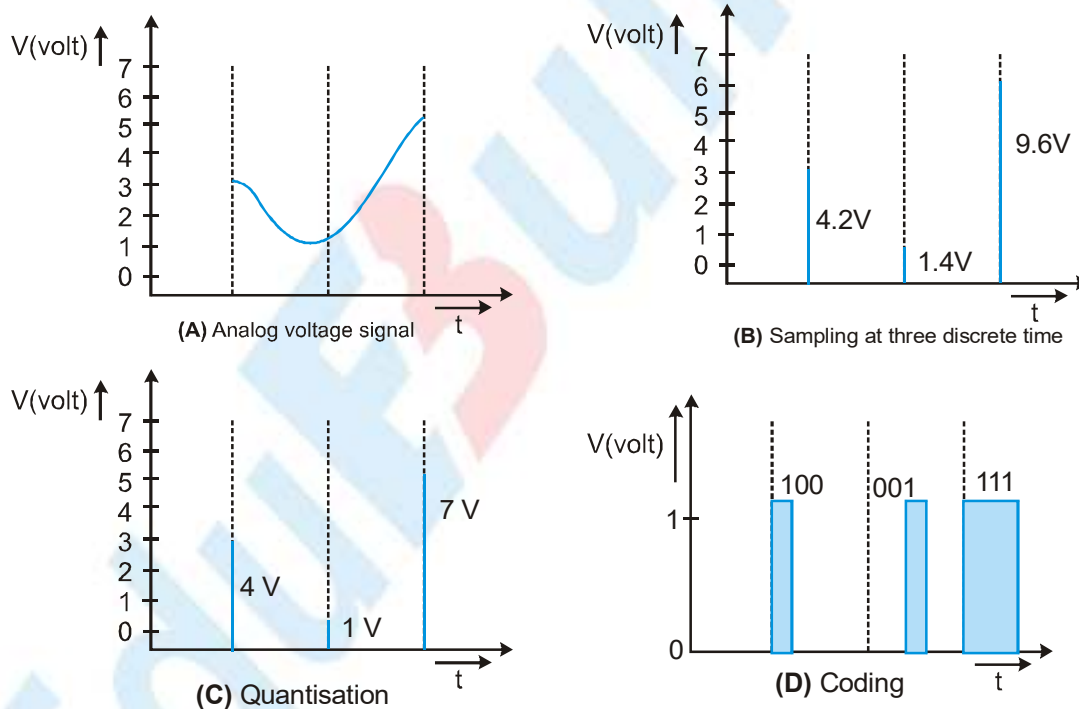 V(volt)
7
6
5
4
3
2
1
0
t
(A) Analog voltage signal
V(volt)
7
6
5
4
3
2
1
0
4.2V
1.4V
9.6V
t
(B) Sampling at three discrete time
V(volt)
7
6
5
4
3
2
1
0
4 V
1 V
7 V
t
(C) Quantisation
V(volt)
1
0
100
001
111
t
(D) Coding